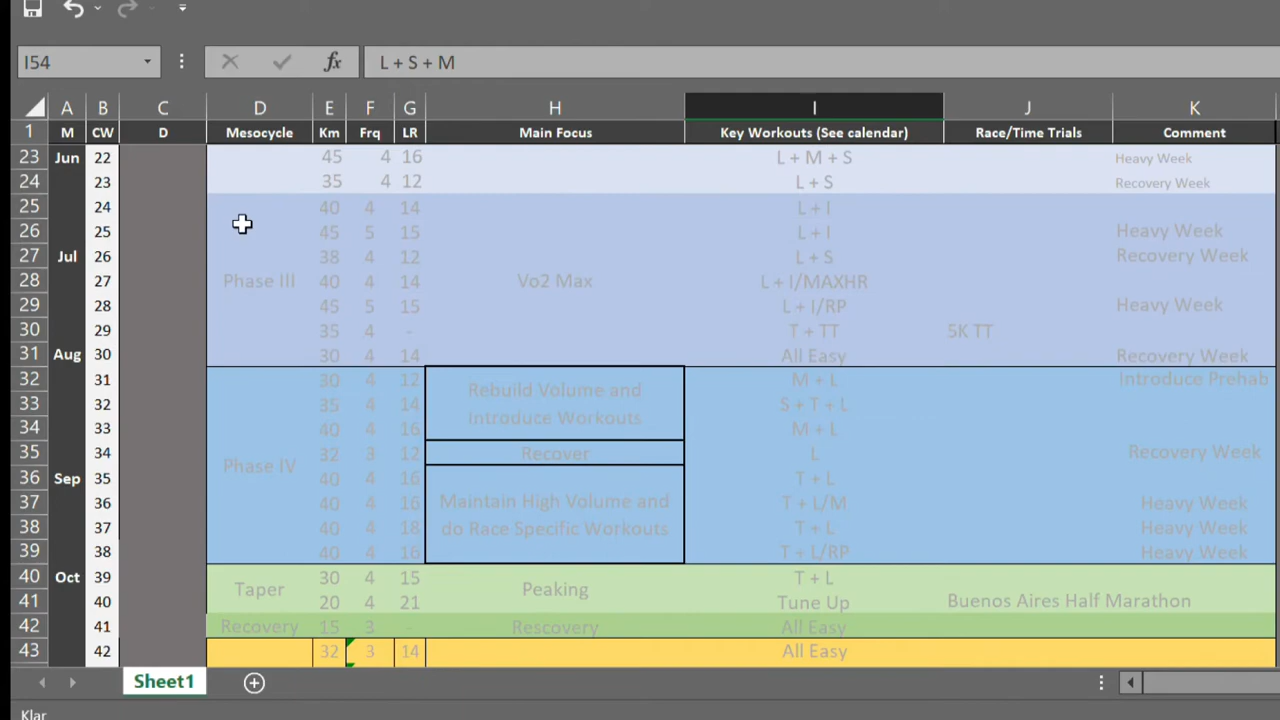 I54 fx L + S + M
A B C D E F G H I J K
1 M CW D Mesocycle Km Frq LR Main Focus Key Workouts (See calendar) Race/Time Trials Comment
23 Jun 22 45 4 16 L + M + S Heavy Week
24 23 35 4 12 L + S Recovery Week
25 24 40 4 14 L + I
26 25 45 5 15 L + I Heavy Week
27 Jul 26 38 4 12 L + S Recovery Week
28 27 Phase III 40 4 14 Vo2 Max L + I/MAXHR
29 28 45 5 15 L + I/RP Heavy Week
30 29 35 4 - T + TT 5K TT
31 Aug 30 30 4 14 All Easy Recovery Week
32 31 30 4 12 Rebuild Volume and M + L Introduce Prehab
33 32 35 4 14 Introduce Workouts S + T + L
34 33 40 4 16 M + L
35 34 Phase IV 32 3 12 Recover L Recovery Week
36 Sep 35 40 4 16 T + L
37 36 40 4 16 Maintain High Volume and T + L/M Heavy Week
38 37 40 4 18 do Race Specific Workouts T + L Heavy Week
39 38 40 4 16 T + L/RP Heavy Week
40 Oct 39 Taper 30 4 15 Peaking T + L
41 40 20 4 21 Tune Up Buenos Aires Half Marathon
42 41 Recovery 15 3 - Rescovery All Easy
43 42 32 3 14 All Easy
Sheet1
Klar